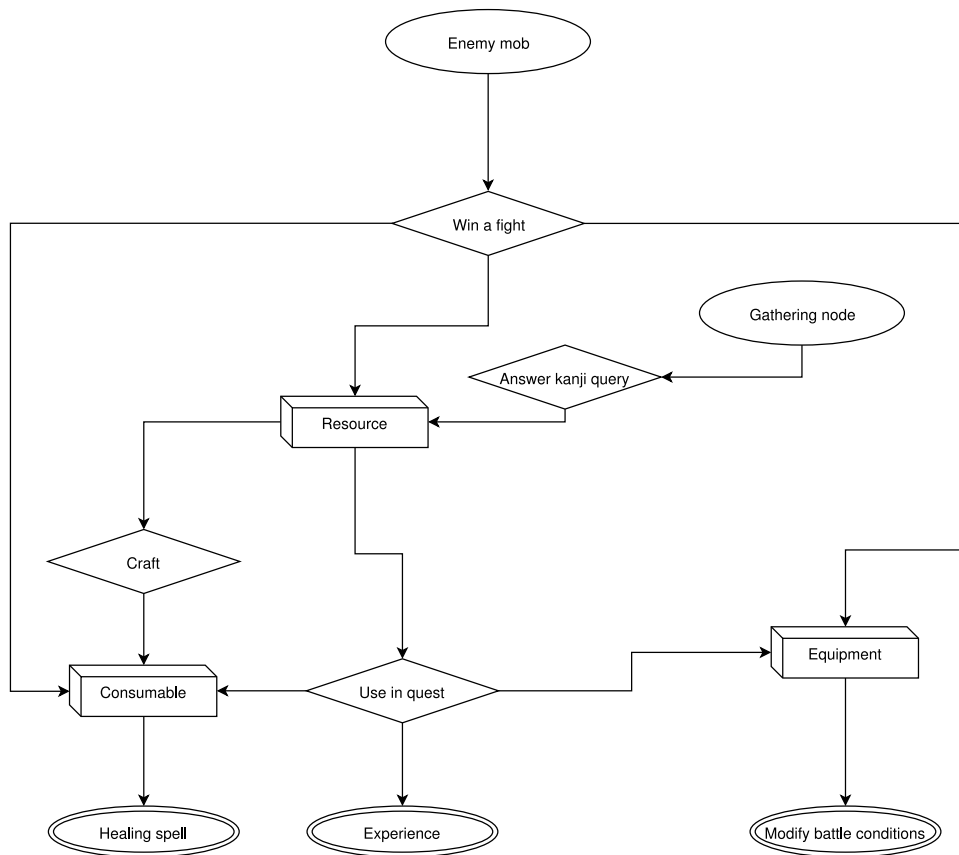 Enemy mob
Win a fight
Gathering node
Answer kanji query
Resource
Craft
Equipment
Consumable
Use in quest
Healing spell
Experience
Modify battle conditions